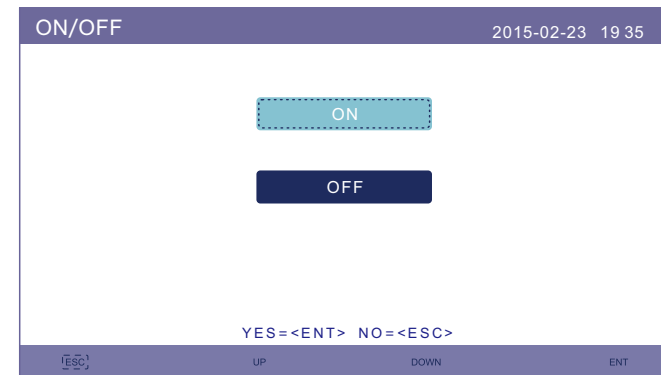 ON/OFF 2015-02-23 19 35
ON
OFF
YES=<ENT> NO=<ESC>
ESC UP DOWN ENT